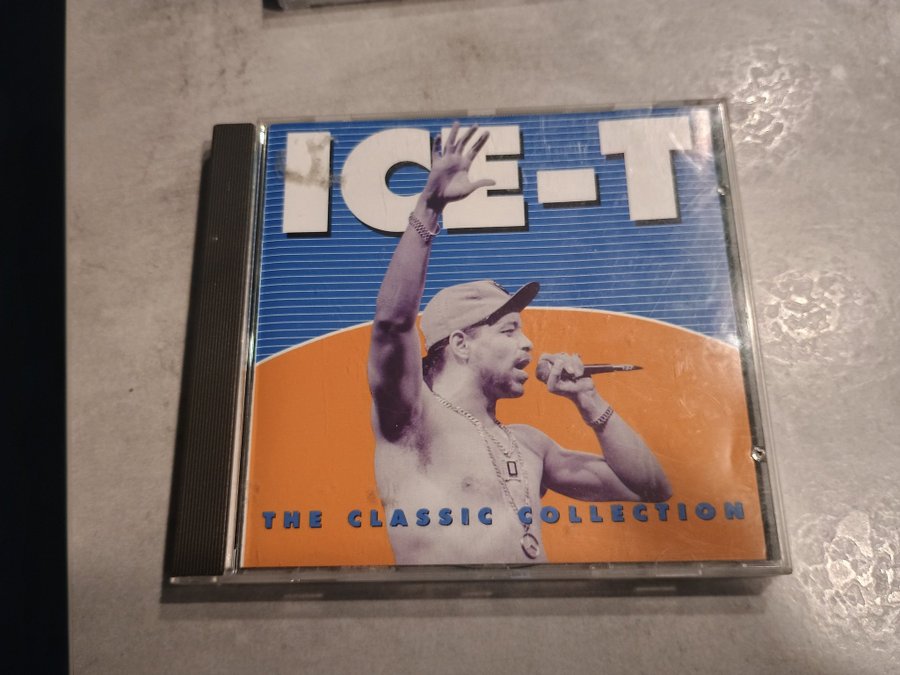 ICE-T
THE CLASSIC COLLECTION